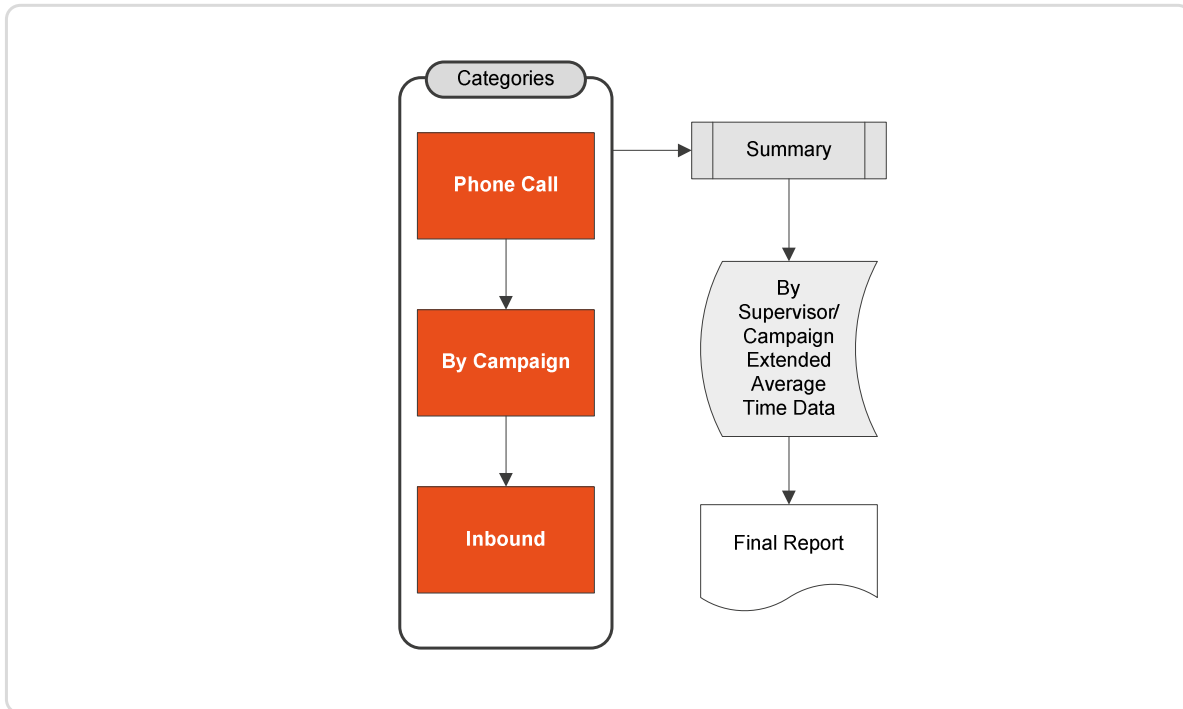 Categories
Phone Call
By Campaign
Inbound
Summary
By
Supervisor/
Campaign
Extended
Average
Time Data
Final Report